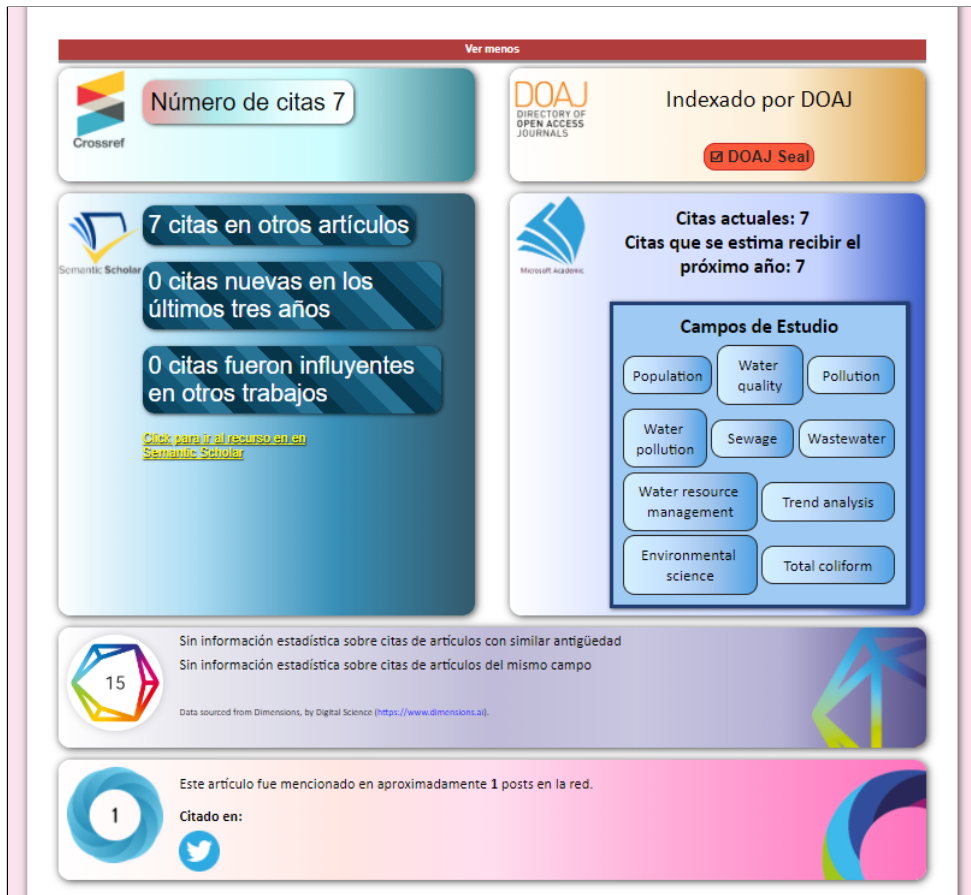 Ver menos
Crossref
Número de citas 7
DOAJ
DIRECTORY OF
OPEN ACCESS
JOURNALS
Indexado por DOAJ
☑ DOAJ Seal
Semantic Scholar
7 citas en otros artículos
0 citas nuevas en los
últimos tres años
0 citas fueron influyentes
en otros trabajos
Click para ir al recurso en en
Semantic Scholar
Microsoft Academic
Citas actuales: 7
Citas que se estima recibir el
próximo año: 7
Campos de Estudio
Population
Water
quality
Pollution
Water
pollution
Sewage
Wastewater
Water resource
management
Trend analysis
Environmental
science
Total coliform
15
Sin información estadística sobre citas de artículos con similar antigüedad
Sin información estadística sobre citas de artículos del mismo campo
Data sourced from Dimensions, by Digital Science (https://www.dimensions.ai).
1
Este artículo fue mencionado en aproximadamente 1 posts en la red.
Citado en: